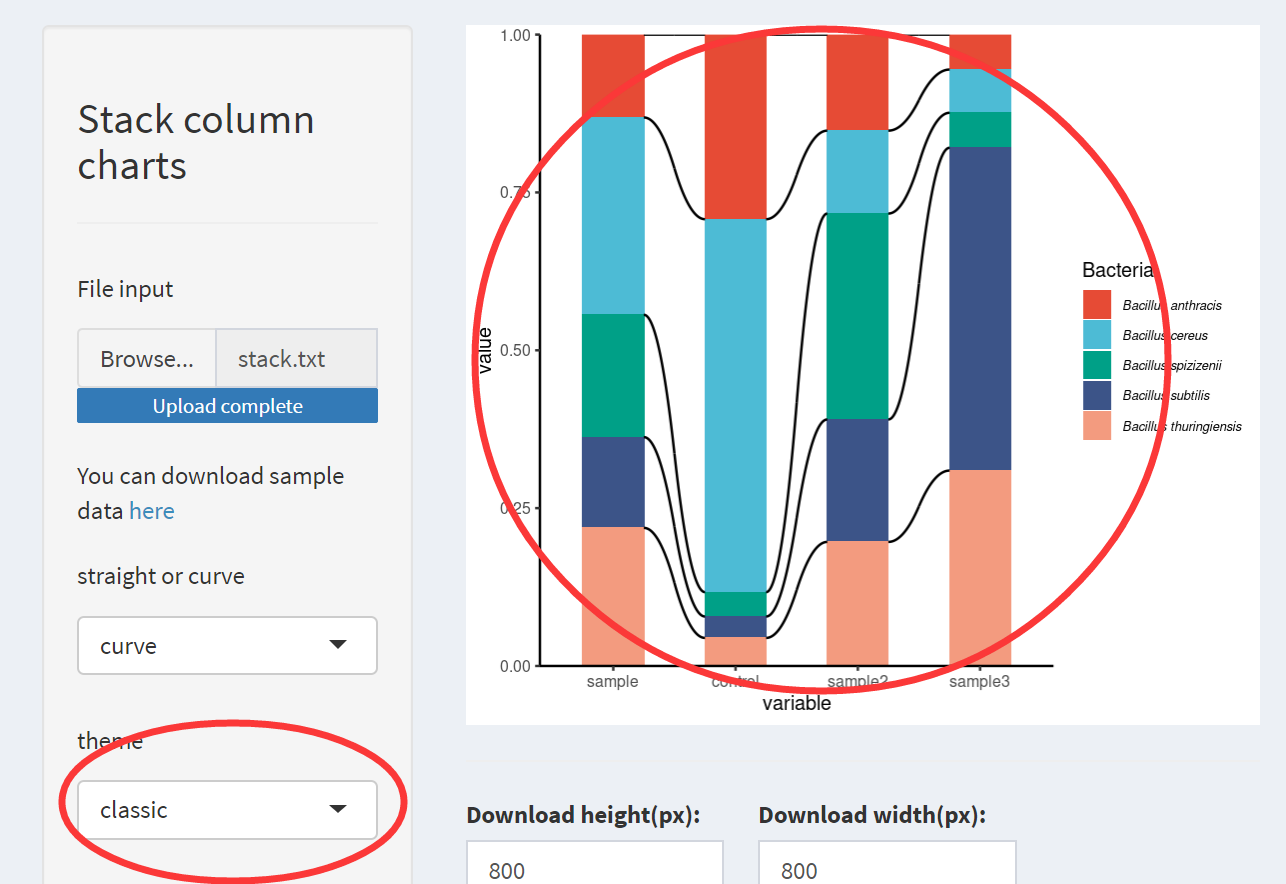 Stack column
charts
File input
Browse...
stack.txt
Upload complete
You can download sample
data here
straight or curve
curve
theme
classic
1.00
0.75
0.50
0.25
0.00
value
sample
control
sample2
sample3
variable
Bacteria
Bacillus anthracis
Bacillus cereus
Bacillus spizizenii
Bacillus subtilis
Bacillus thuringiensis
Download height(px):
800
Download width(px):
800